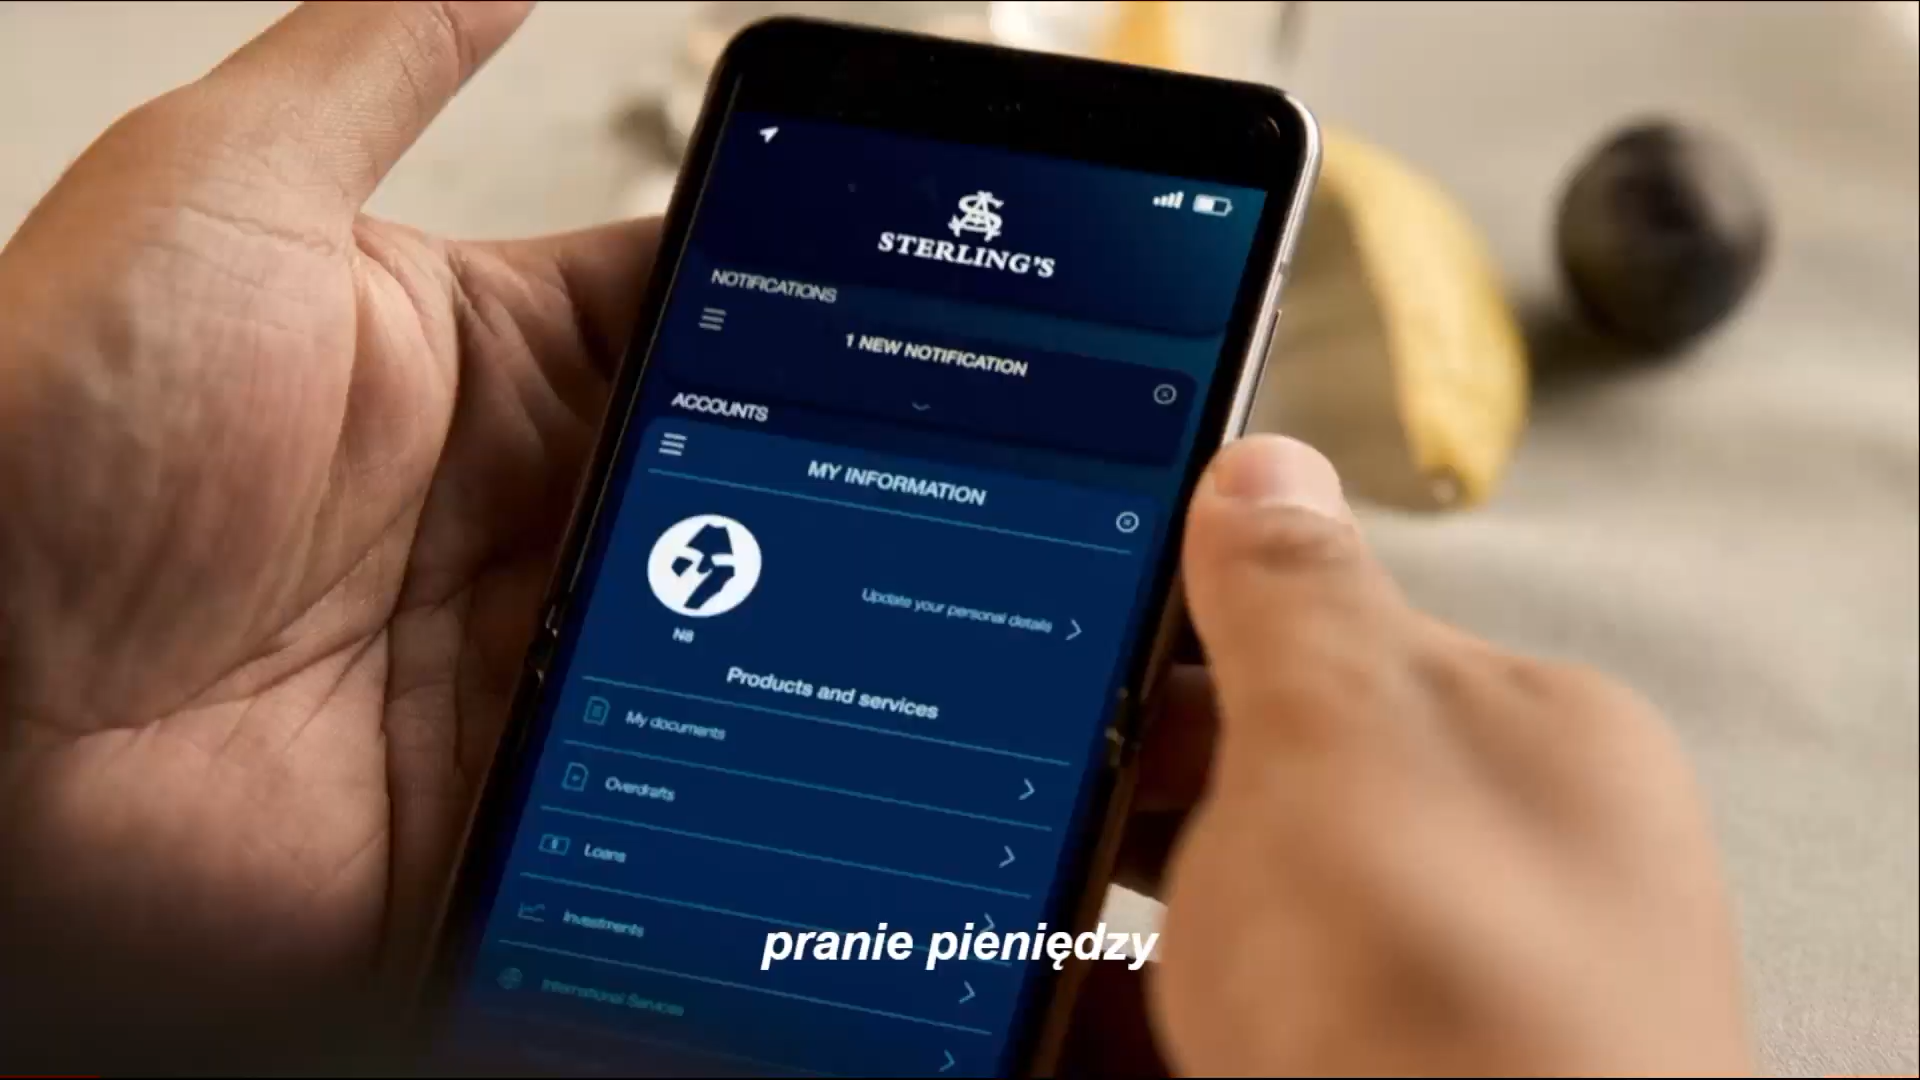 STERLING'S
NOTIFICATIONS
1 NEW NOTIFICATION
ACCOUNTS
MY INFORMATION
Update your personal details
N8
Products and services
My documents
Overdrafts
Loans
Investments
International Services
pranie pieniędzy